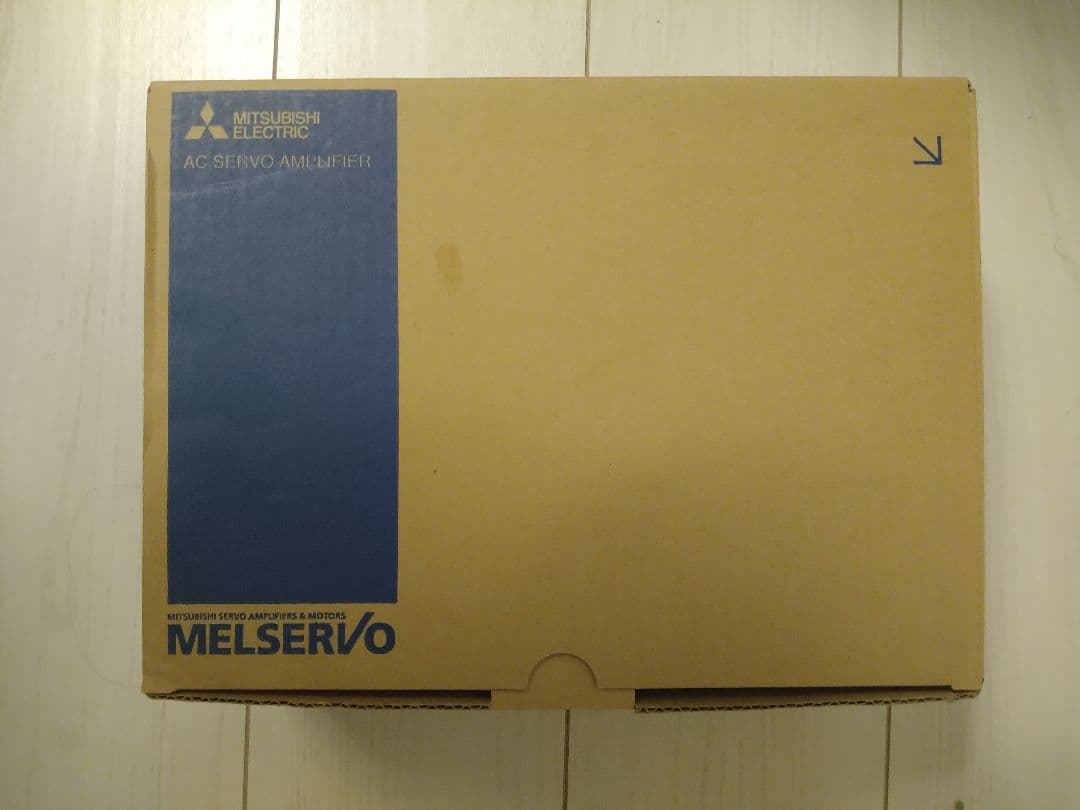 MITSUBISHI
ELECTRIC
AC SERVO AMPLIFIER
MITSUBISHI SERVO AMPLIFIERS & MOTORS
MELSERVO